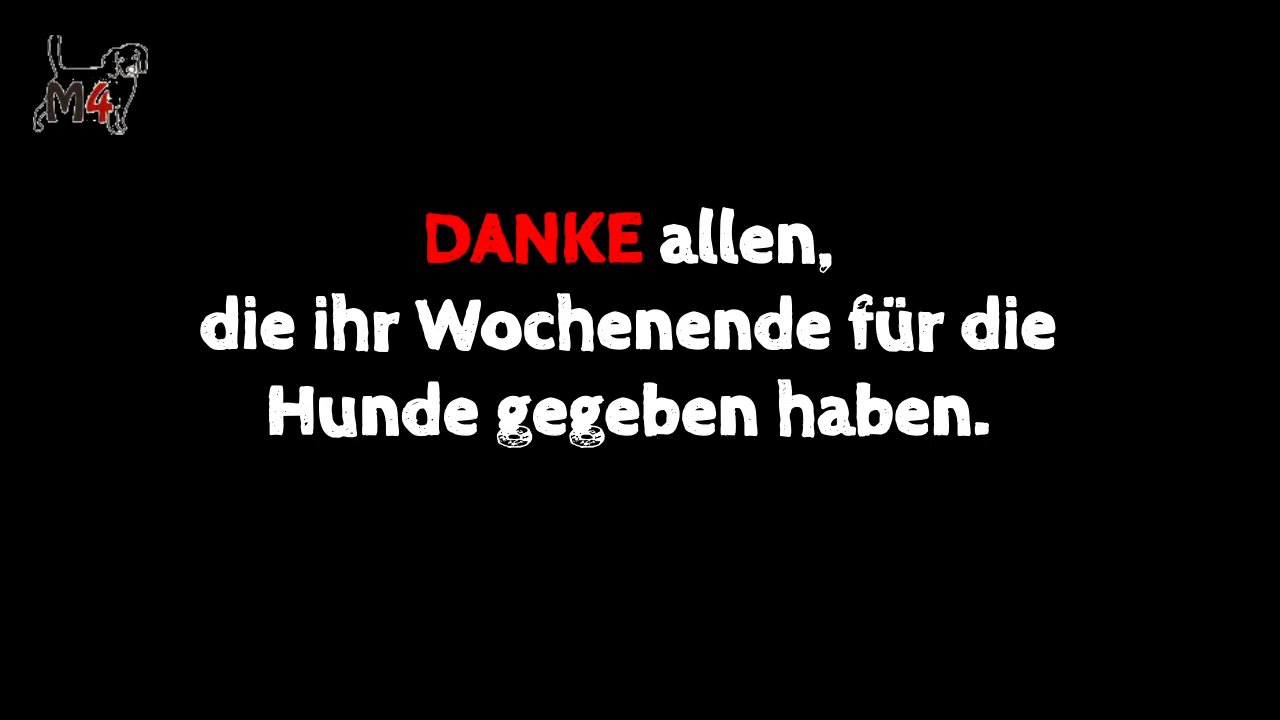 M4
DANKE allen,
die ihr Wochenende für die
Hunde gegeben haben.